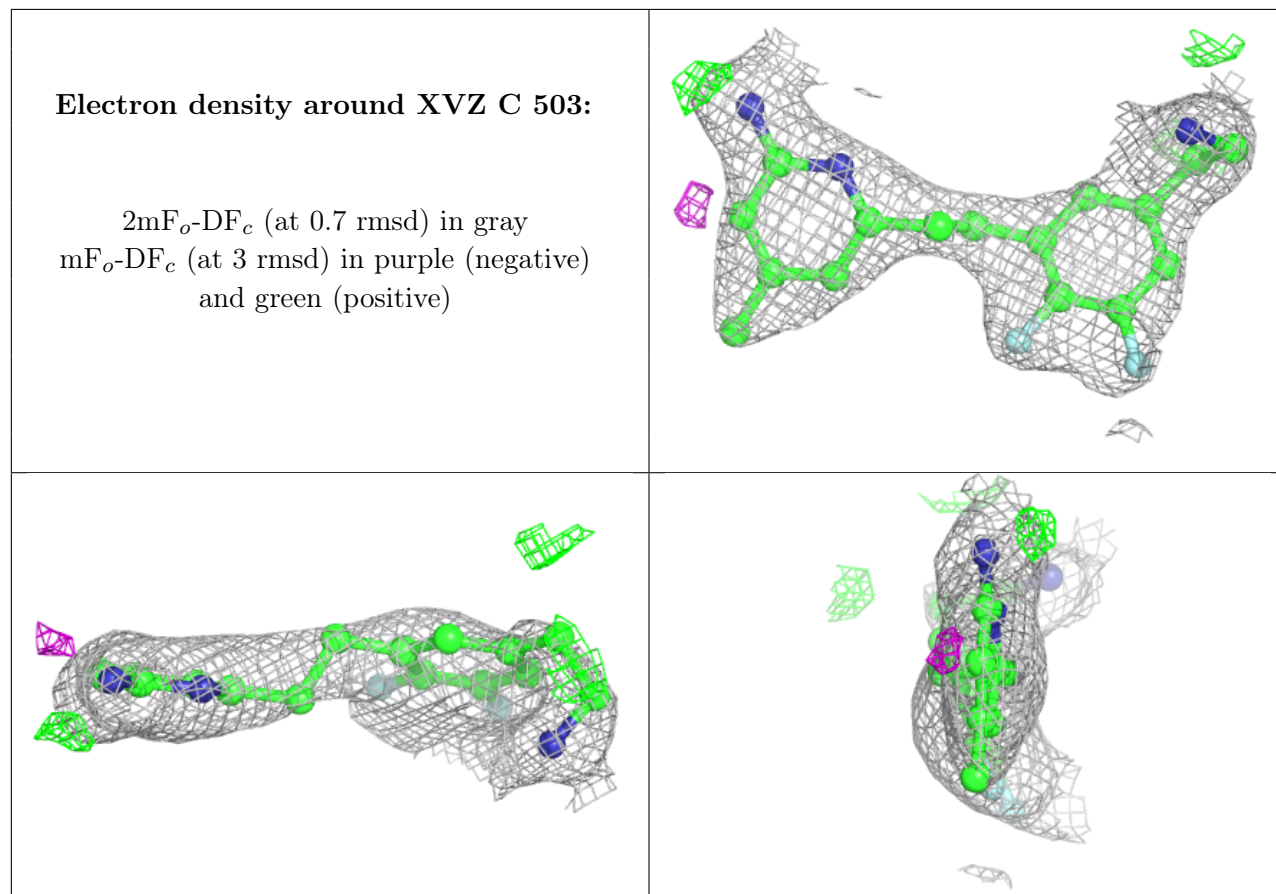 Electron density around XVZ C 503:
2mFₒ-DF𝒸 (at 0.7 rmsd) in gray
mFₒ-DF𝒸 (at 3 rmsd) in purple (negative)
and green (positive)